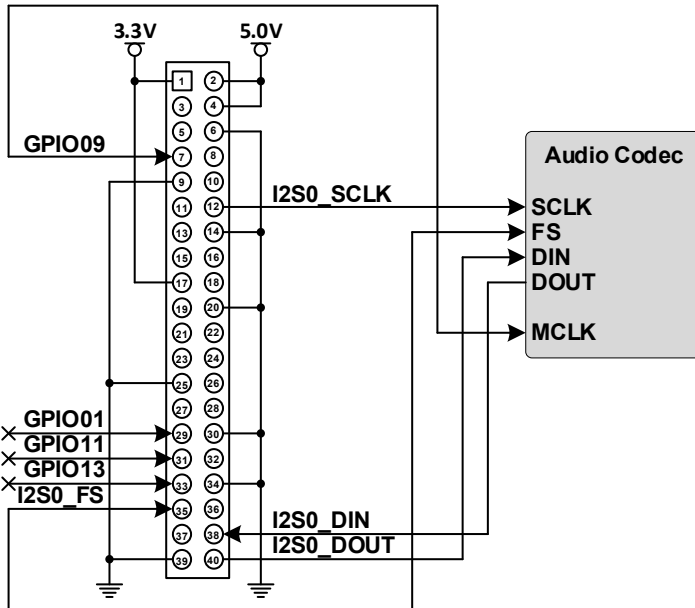 3.3V 5.0V
1 2
3 4
5 6
GPIO09 7 8
Audio Codec
9 10
I2S0_SCLK
11 12
SCLK
13 14
FS
15 16
DIN
17 18
DOUT
19 20
21 22
MCLK
23 24
25 26
27 28
GPIO01
29 30
GPIO11
31 32
GPIO13
33 34
I2S0_FS
35 36
I2S0_DIN
37 38
I2S0_DOUT
39 40